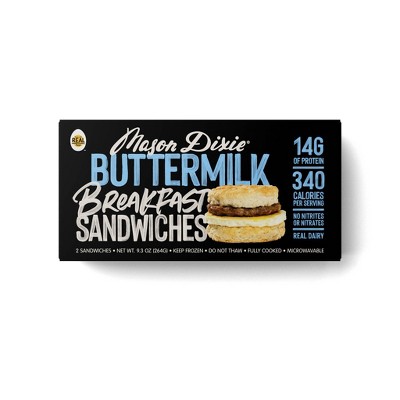 REAL
Mason Dixie®
BUTTERMILK
BREAKFAST
SANDWICHES
14G
OF PROTEIN
340
CALORIES
PER SERVING
NO NITRITES
OR NITRATES
REAL DAIRY
2 SANDWICHES • NET WT. 9.3 OZ (264G) • KEEP FROZEN • DO NOT THAW • FULLY COOKED • MICROWAVABLE